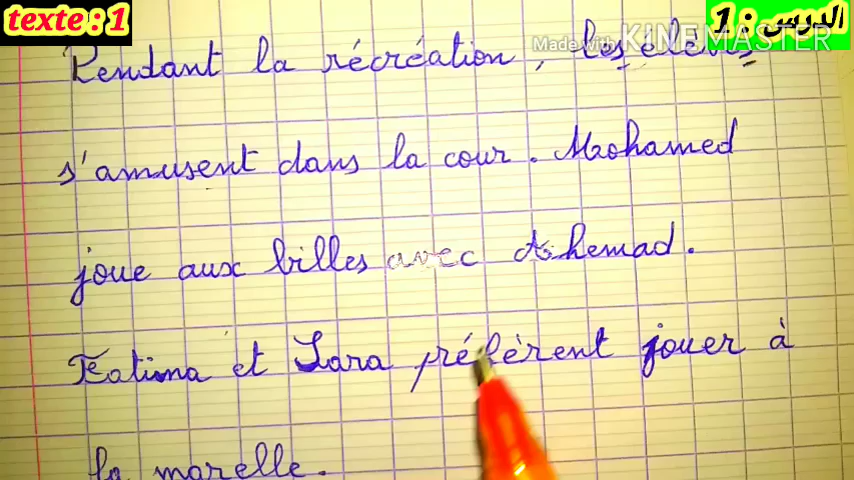 texte : 1
الدرس : 1
Made with KINEMASTER
Pendant la récréation, les élèves
s'amusent dans la cour. Mohamed
joue aux billes avec Ahemad.
Fatima et Sara préfèrent jouer à
la marelle.